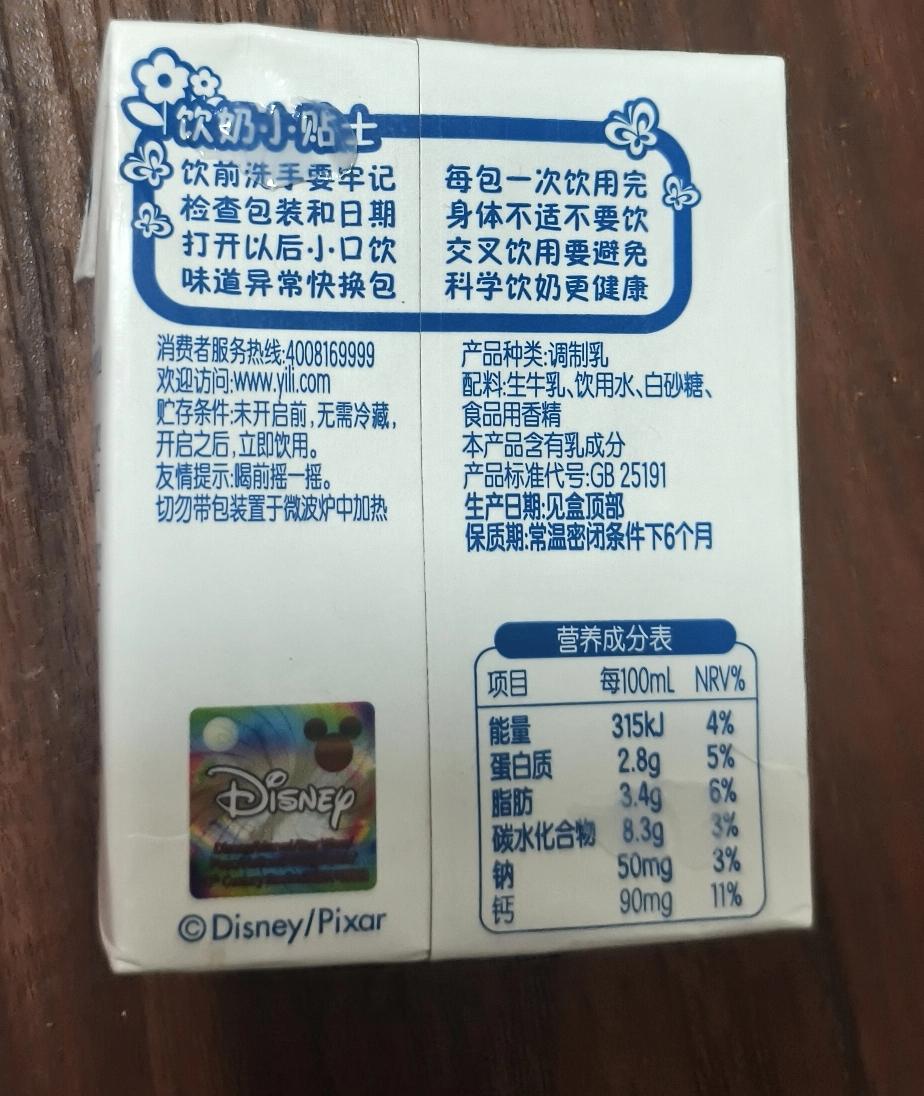 饮奶小贴士
饮前洗手要牢记
检查包装和日期
打开以后小口饮
味道异常快换包
每包一次饮用完
身体不适不要饮
交叉饮用要避免
科学饮奶更健康
消费者服务热线:4008169999
欢迎访问:www.yili.com
贮存条件:未开启前,无需冷藏,
开启之后,立即饮用。
友情提示:喝前摇一摇。
切勿带包装置于微波炉中加热
产品种类:调制乳
配料:生牛乳、饮用水、白砂糖、
食品用香精
本产品含有乳成分
产品标准代号:GB 25191
生产日期:见盒顶部
保质期:常温密闭条件下6个月
营养成分表
项目 每100mL NRV%
能量 315kJ 4%
蛋白质 2.8g 5%
脂肪 3.4g 6%
碳水化合物 8.3g 3%
钠 50mg 3%
钙 90mg 11%
Disney
©Disney/Pixar